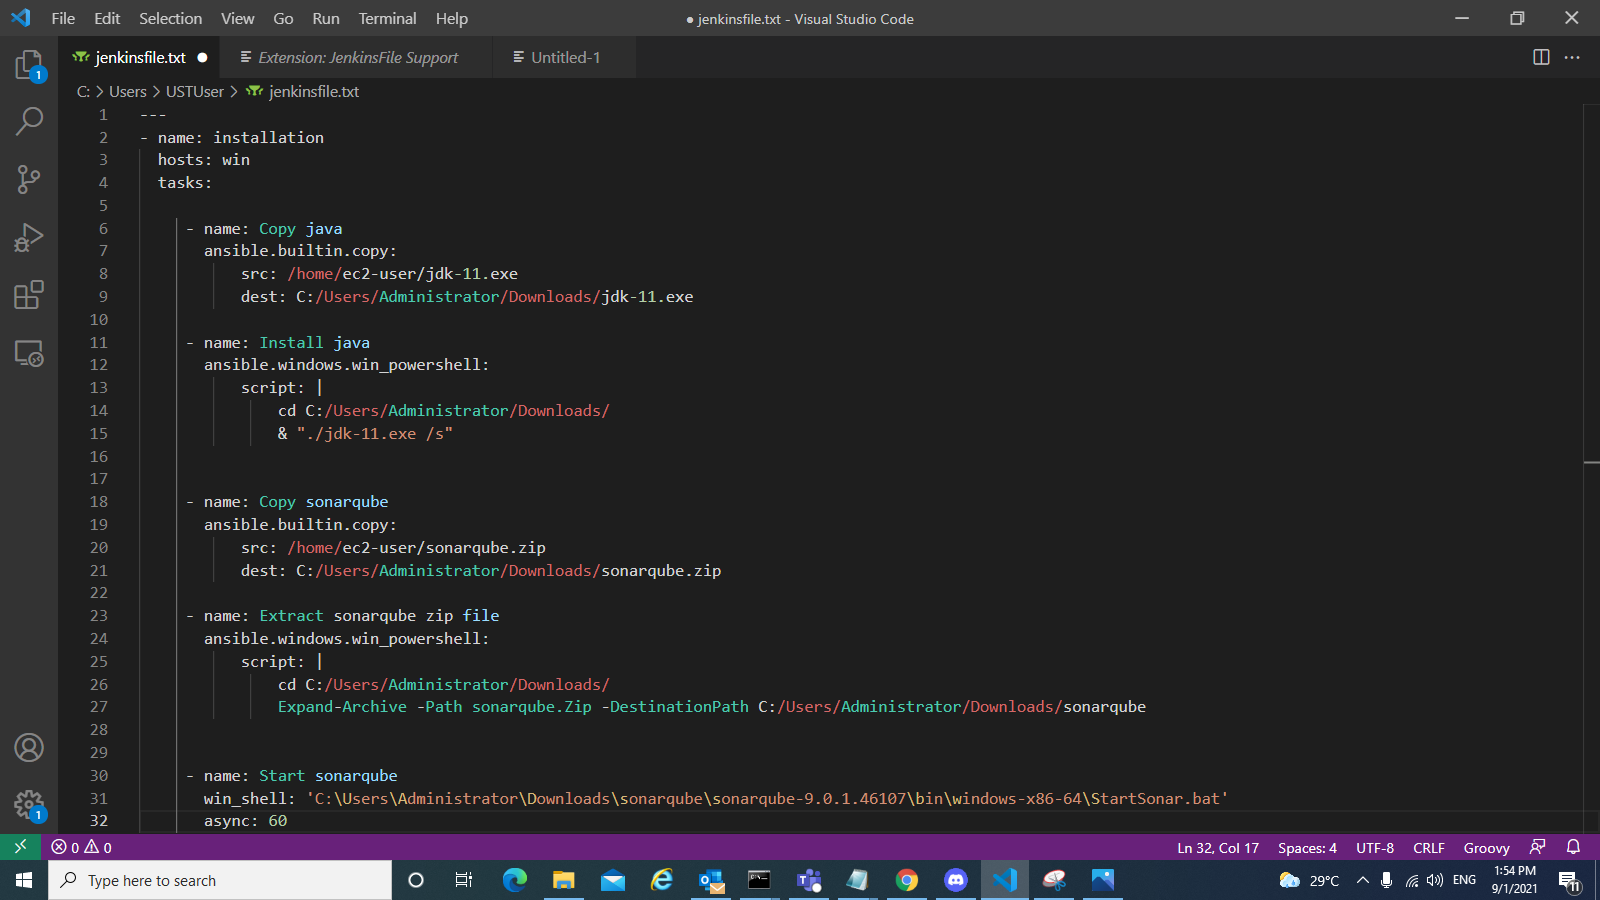 File Edit Selection View Go Run Terminal Help
● jenkinsfile.txt - Visual Studio Code
jenkinsfile.txt ● Extension: JenkinsFile Support Untitled-1
C: > Users > USTUser > jenkinsfile.txt
1 ---
2 - name: installation
3 hosts: win
4 tasks:
5
6 - name: Copy java
7 ansible.builtin.copy:
8 src: /home/ec2-user/jdk-11.exe
9 dest: C:/Users/Administrator/Downloads/jdk-11.exe
10
11 - name: Install java
12 ansible.windows.win_powershell:
13 script: |
14 cd C:/Users/Administrator/Downloads/
15 & "./jdk-11.exe /s"
16
17
18 - name: Copy sonarqube
19 ansible.builtin.copy:
20 src: /home/ec2-user/sonarqube.zip
21 dest: C:/Users/Administrator/Downloads/sonarqube.zip
22
23 - name: Extract sonarqube zip file
24 ansible.windows.win_powershell:
25 script: |
26 cd C:/Users/Administrator/Downloads/
27 Expand-Archive -Path sonarqube.Zip -DestinationPath C:/Users/Administrator/Downloads/sonarqube
28
29
30 - name: Start sonarqube
31 win_shell: 'C:\Users\Administrator\Downloads\sonarqube\sonarqube-9.0.1.46107\bin\windows-x86-64\StartSonar.bat'
32 async: 60
1
1
0 0 Ln 32, Col 17 Spaces: 4 UTF-8 CRLF Groovy
Type here to search
29°C ENG 1:54 PM
9/1/2021
11